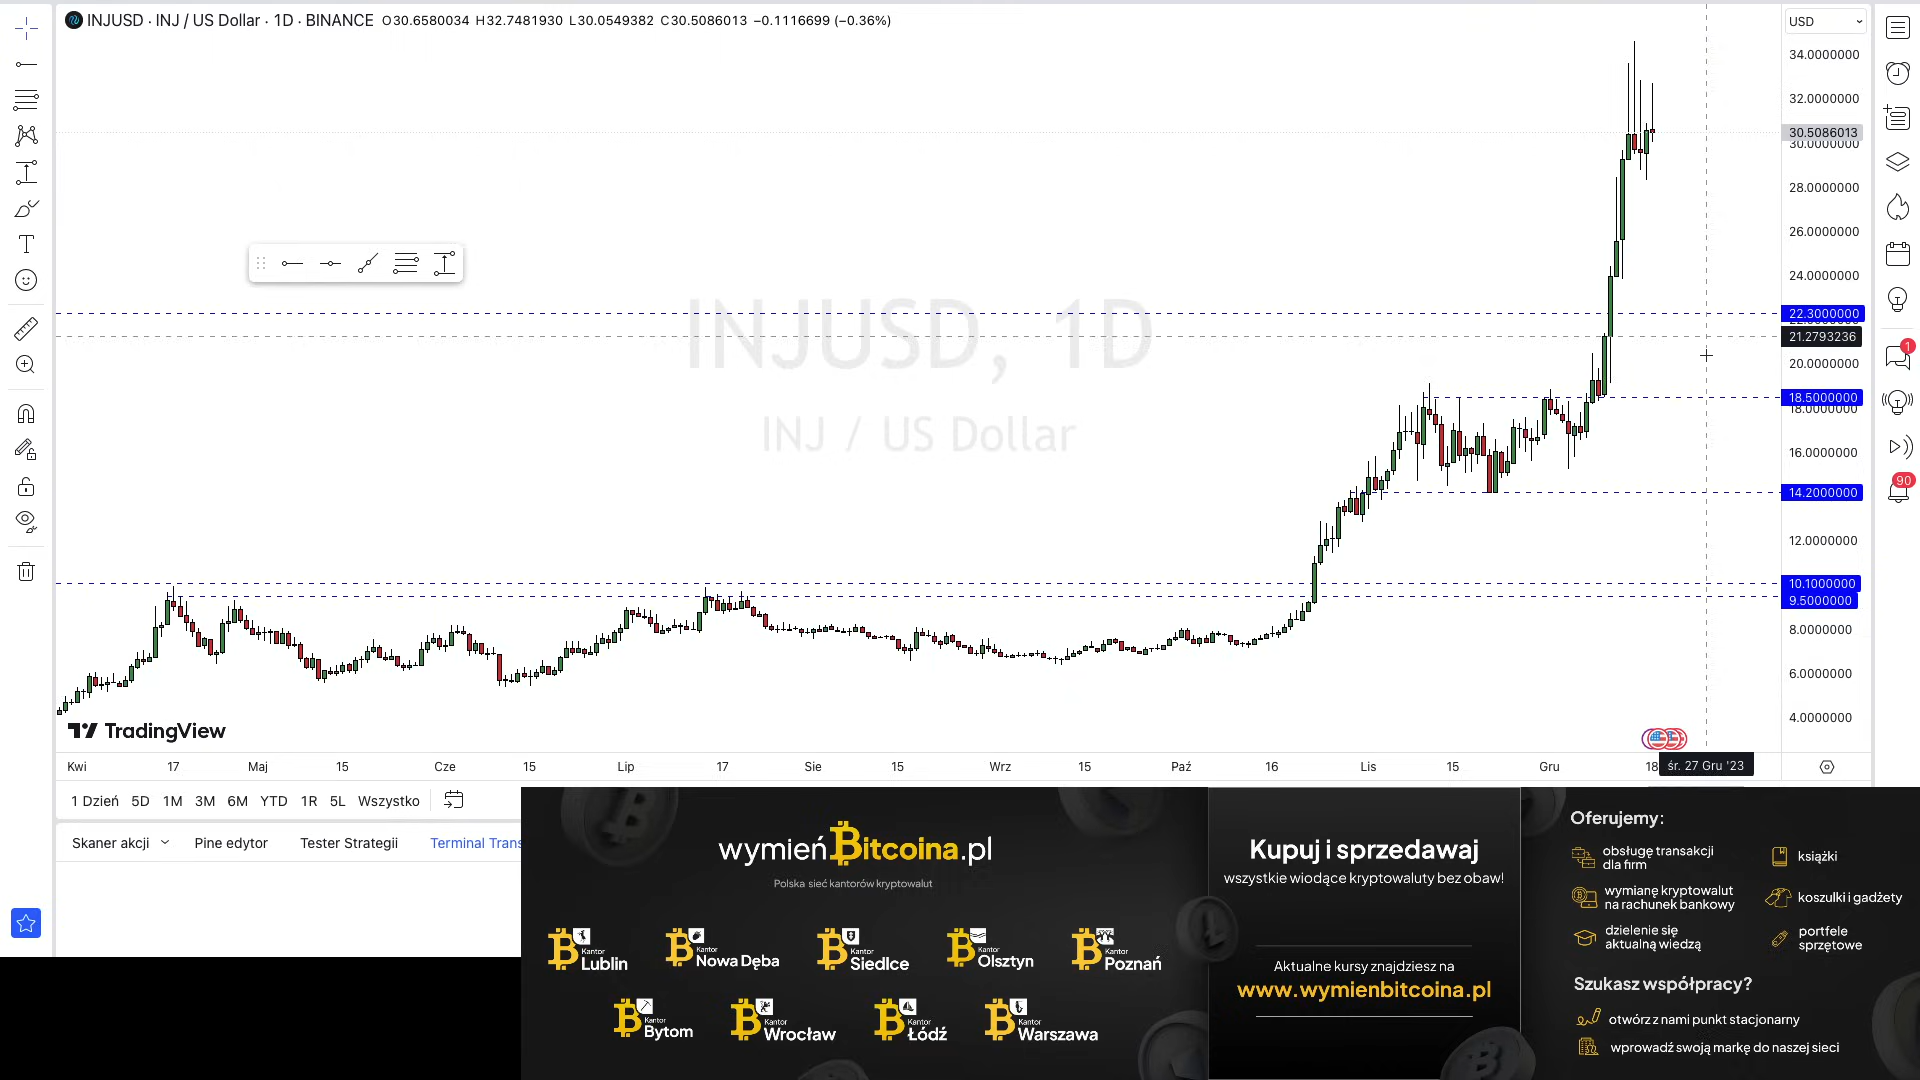 INJUSD · INJ / US Dollar · 1D · BINANCE O30.6580034 H32.7481930 L30.0549382 C30.5086013 −0.1116699 (−0.36%)
USD
34.0000000
32.0000000
30.5086013
30.0000000
28.0000000
26.0000000
24.0000000
22.3000000
21.2793236
20.0000000
18.5000000
18.0000000
16.0000000
14.2000000
12.0000000
10.1000000
9.5000000
8.0000000
6.0000000
4.0000000
INJUSD, 1D
INJ / US Dollar
1
90
TradingView
Kwi 17 Maj 15 Cze 15 Lip 17 Sie 15 Wrz 15 Paź 16 Lis 15 Gru 18 śr. 27 Gru '23
1 Dzień 5D 1M 3M 6M YTD 1R 5L Wszystko
Skaner akcji Pine edytor Tester Strategii Terminal Trans
wymieńBitcoina.pl
Polska sieć kantorów kryptowalut
Kantor Lublin
Kantor Nowa Dęba
Kantor Siedlce
Kantor Olsztyn
Kantor Poznań
Kantor Bytom
Kantor Wrocław
Kantor Łódź
Kantor Warszawa
Kupuj i sprzedawaj
wszystkie wiodące kryptowaluty bez obaw!
Aktualne kursy znajdziesz na
www.wymienbitcoina.pl
Oferujemy:
obsługę transakcji
dla firm
wymianę kryptowalut
na rachunek bankowy
dzielenie się
aktualną wiedzą
książki
koszulki i gadżety
portfele
sprzętowe
Szukasz współpracy?
otwórz z nami punkt stacjonarny
wprowadź swoją markę do naszej sieci